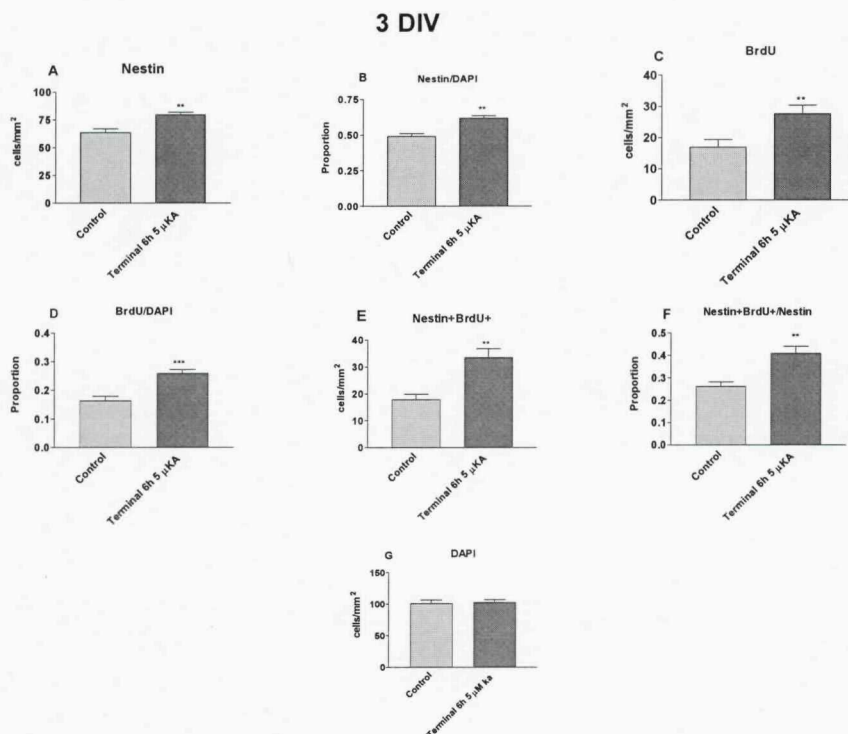 3 DIV
A Nestin
cells/mm²
100
75
50
25
0
**
Control
Terminal 6h 5 μKA
B Nestin/DAPI
Proportion
0.75
0.50
0.25
0.00
**
Control
Terminal 6h 5 μKA
C BrdU
cells/mm²
40
30
20
10
0
**
Control
Terminal 6h 5 μKA
D BrdU/DAPI
Proportion
0.4
0.3
0.2
0.1
0.0
***
Control
Terminal 6h 5 μKA
E Nestin+BrdU+
cells/mm²
40
30
20
10
0
**
Control
Terminal 6h 5 μKA
F Nestin+BrdU+/Nestin
Proportion
0.5
0.4
0.3
0.2
0.1
0.0
**
Control
Terminal 6h 5 μKA
G DAPI
cells/mm²
150
100
50
0
Control
Terminal 6h 5 μM ka